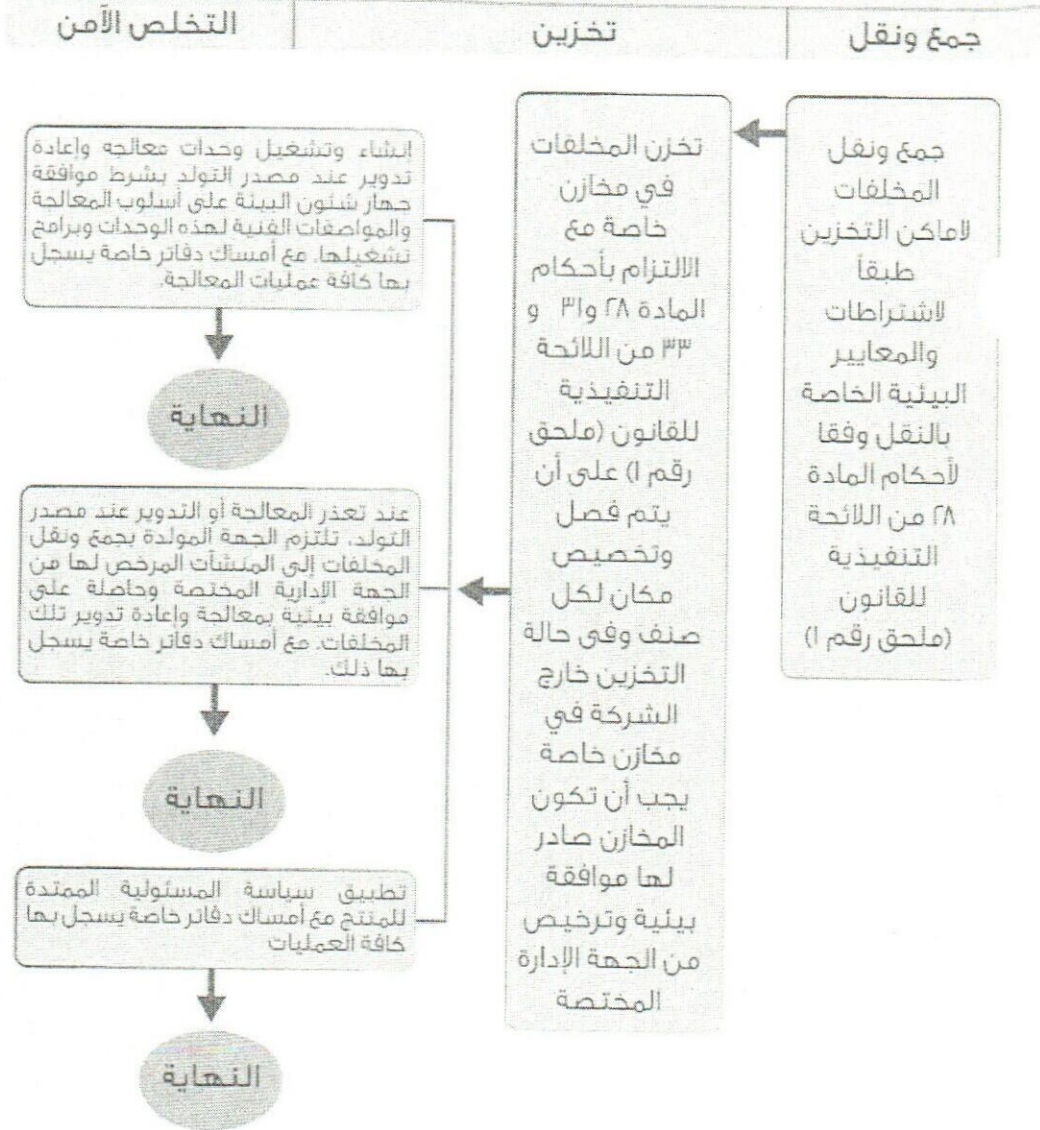 جمع ونقل
تخزين
التخلص الآمن
جمع ونقل
المخلفات
لاماكن التخزين
طبقاً
لاشتراطات
والمعايير
البيئية الخاصة
بالنقل وفقا
لأحكام المادة
٢٨ من اللائحة
التنفيذية
للقانون
(ملحق رقم ١)
تخزن المخلفات
في مخازن
خاصة مع
الالتزام بأحكام
المادة ٢٨ و٣١ و
٣٣ من اللائحة
التنفيذية
للقانون (ملحق
رقم ١) على أن
يتم فصل
وتخصيص
مكان لكل
صنف وفى حالة
التخزين خارج
الشركة في
مخازن خاصة
يجب أن تكون
المخازن صادر
لها موافقة
بيئية وترخيص
من الجهة الإدارة
المختصة
إنشاء وتشغيل وحدات معالجه وإعادة
تدوير عند مصدر التولد بشرط موافقة
جهاز شئون البيئة على أسلوب المعالجة
والمواصفات الفنية لهذه الوحدات وبرامج
تشغيلها. مع أمساك دفاتر خاصة يسجل
بها كافة عمليات المعالجة.
النهاية
عند تعذر المعالجة أو التدوير عند مصدر
التولد، تلتزم الجهة المولدة بجمع ونقل
المخلفات إلى المنشآت المرخص لها من
الجهة الإدارية المختصة وحاصلة على
موافقة بيئية بمعالجة وإعادة تدوير تلك
المخلفات. مع أمساك دفاتر خاصة يسجل
بها ذلك.
النهاية
تطبيق سياسة المسئولية الممتدة
للمنتج مع أمساك دفاتر خاصة يسجل بها
كافة العمليات
النهاية